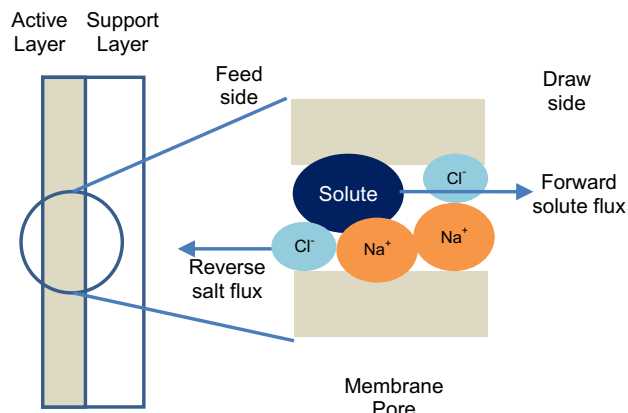 Active
Layer
Support
Layer
Feed
side
Draw
side
Solute
Cl-
Forward
solute flux
Cl-
Na+
Na+
Reverse
salt flux
Membrane
Pore